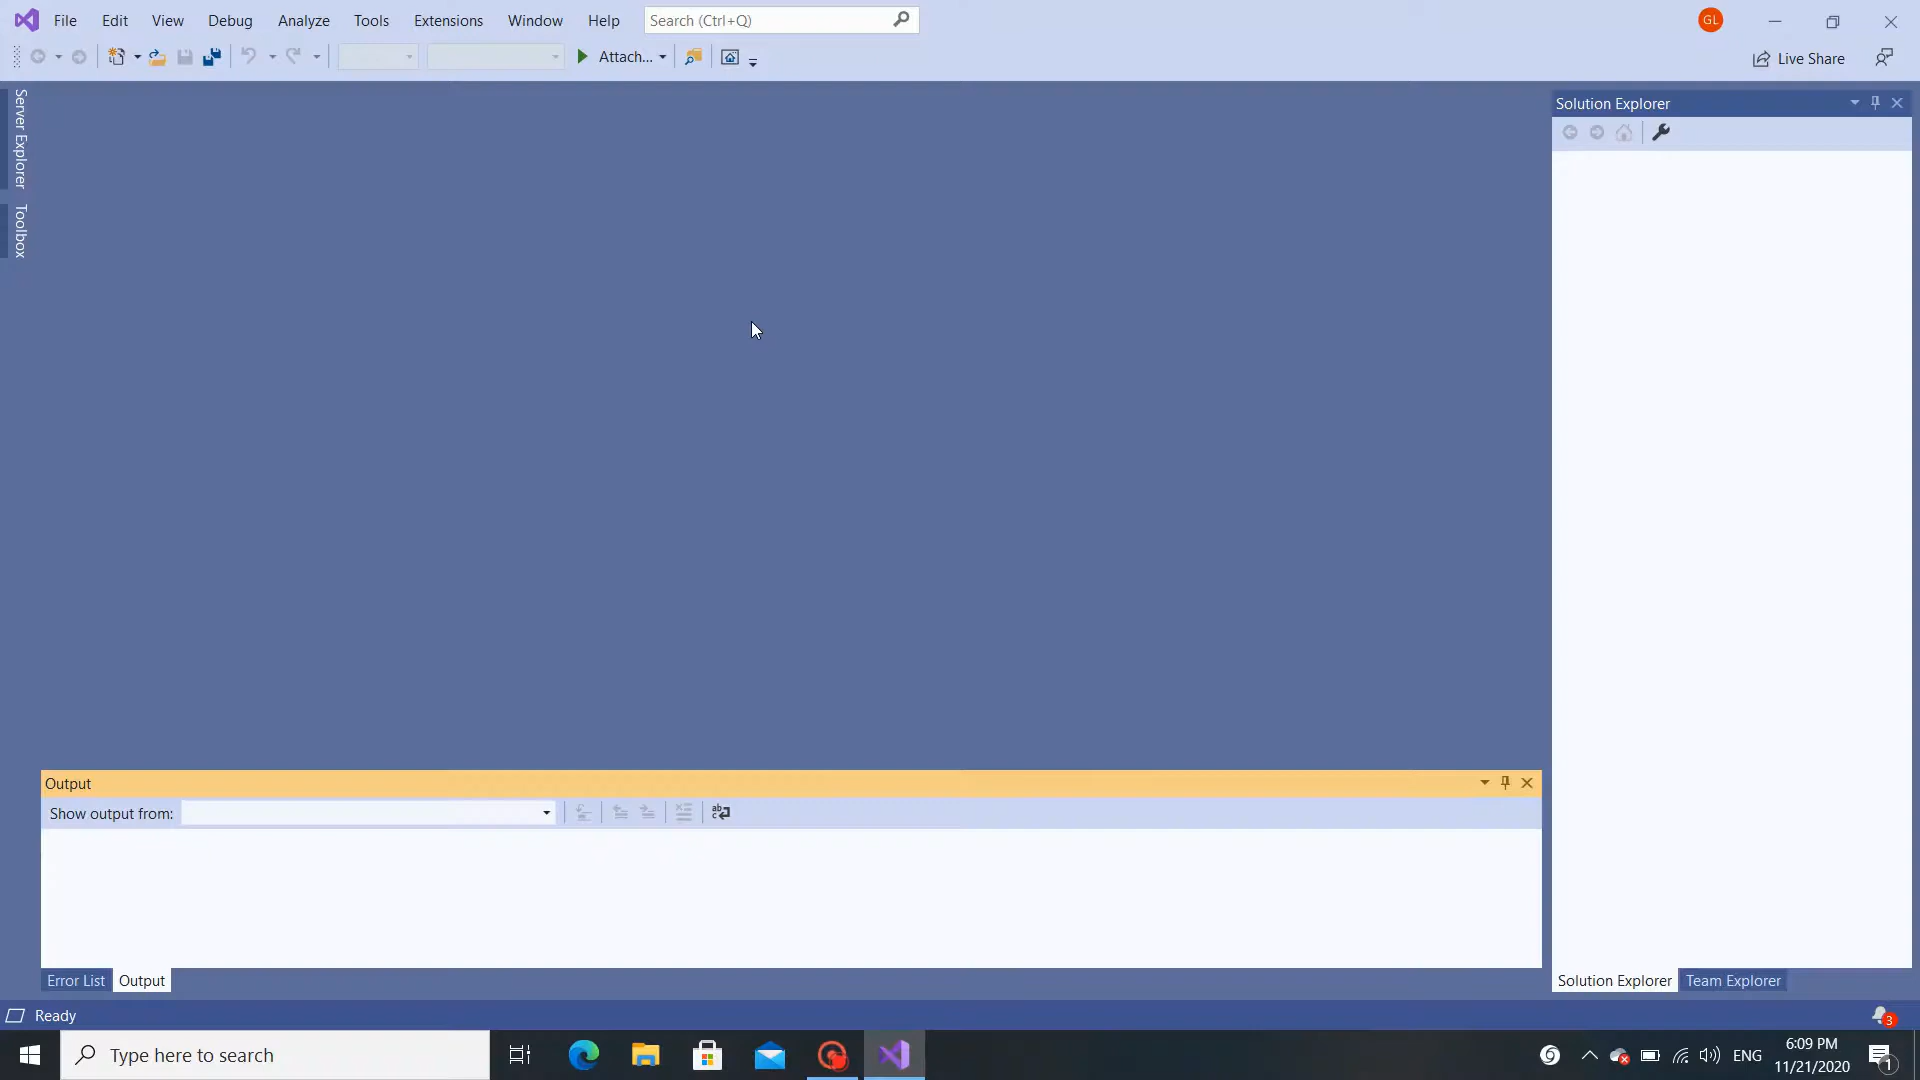 File Edit View Debug Analyze Tools Extensions Window Help Search (Ctrl+Q) GL
Attach... Live Share
Server Explorer
Toolbox
Solution Explorer
Output
Show output from:
Error List Output
Solution Explorer Team Explorer
Ready 3
Type here to search
ENG
6:09 PM
11/21/2020
1